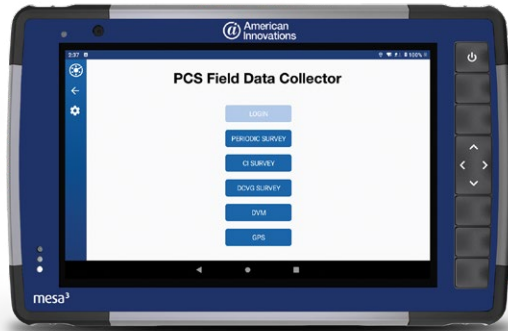 American
Innovations
2:37
100%
PCS Field Data Collector
LOGIN
PERIODIC SURVEY
CI SURVEY
DCVG SURVEY
DVM
GPS
mesa³